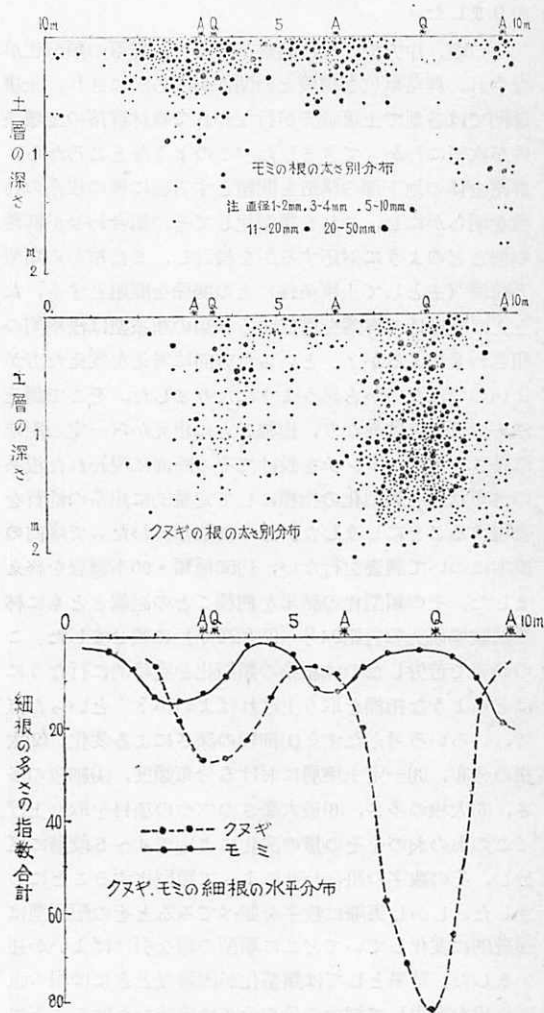 10m AQ 5 A Q A 10m
土層の深さ
モミの根の太さ別分布
注 直径1-2mm. 3-4mm . 5-10mm
11-20mm ● 20-50mm ●
m
2
0 AQ 5 A Q A 10m
土層の深さ
1
m
2
クヌギの根の太さ別分布
0 AQ 5 A Q A 10m
20
細根の多さの指数合計
40
クヌギ
モミ
クヌギ、モミの細根の水平分布
60
80